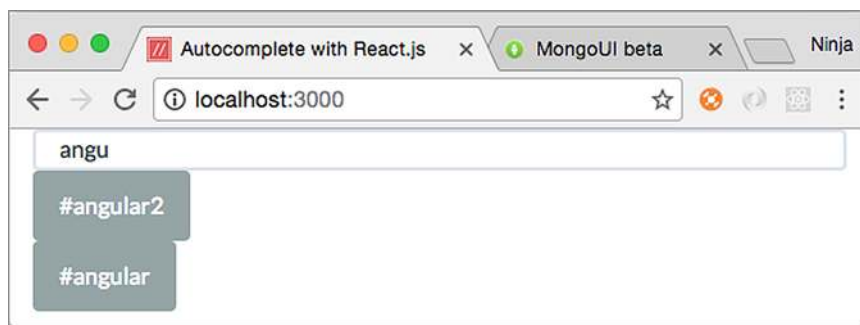 Autocomplete with React.js MongoUI beta Ninja
localhost:3000
angu
#angular2
#angular